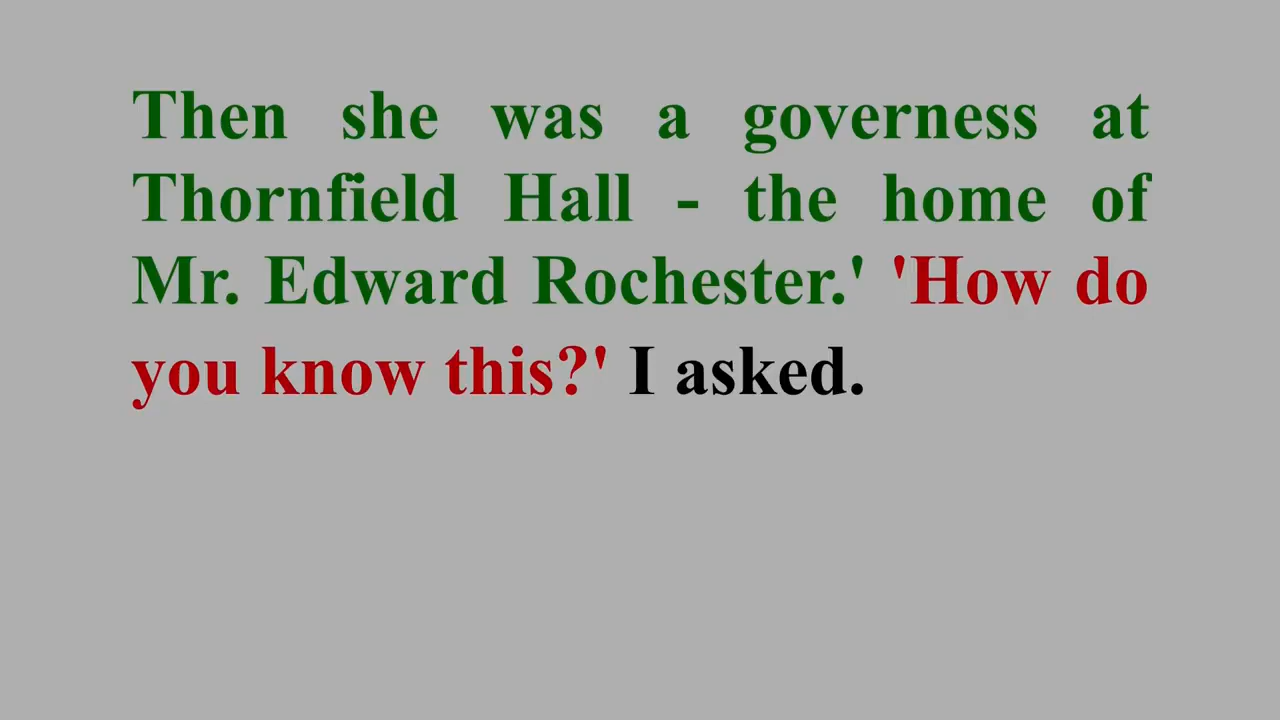 Then she was a governess at
Thornfield Hall - the home of
Mr. Edward Rochester.' 'How do
you know this?' I asked.